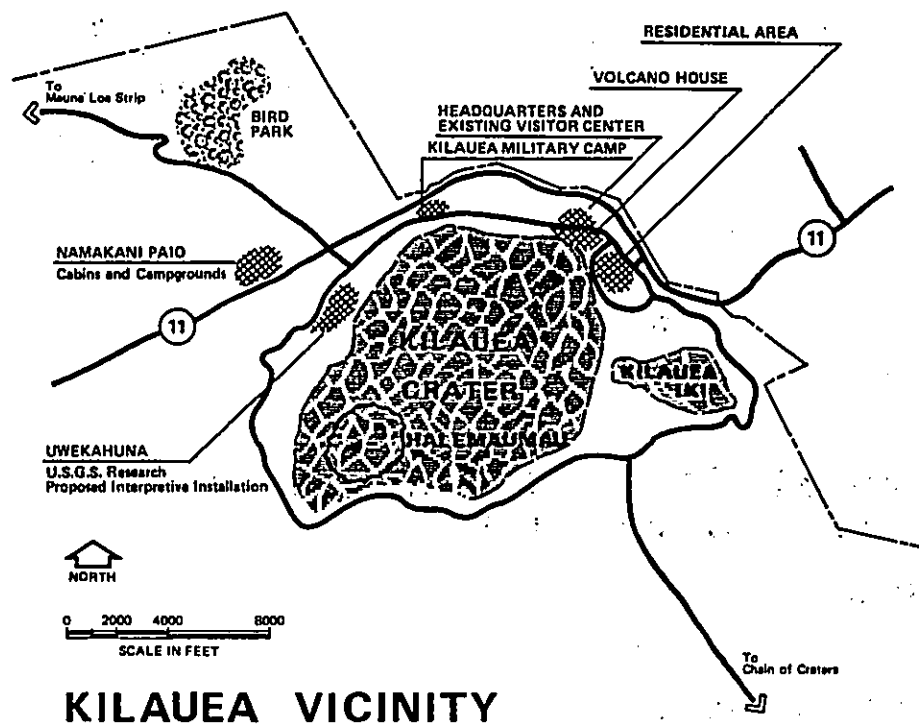 RESIDENTIAL AREA
VOLCANO HOUSE
HEADQUARTERS AND
EXISTING VISITOR CENTER
KILAUEA MILITARY CAMP
To
Mauna Loa Strip
BIRD
PARK
11
NAMAKANI PAIO
Cabins and Campgrounds
11
KILAUEA
CRATER
HALEMAUMAU
KILAUEA
IKI
UWEKAHUNA
U.S.G.S. Research
Proposed Interpretive Installation
NORTH
0 2000 4000 8000
SCALE IN FEET
To
Chain of Craters
KILAUEA VICINITY